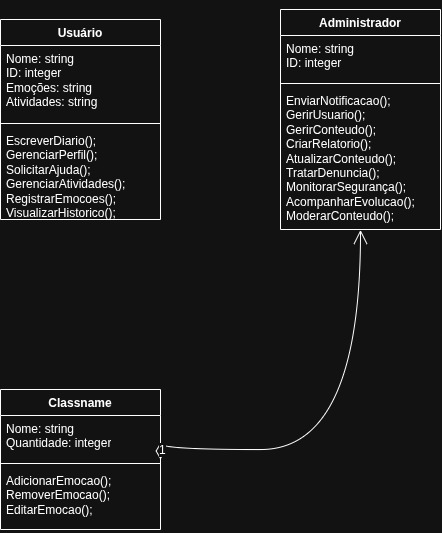 Usuário
Nome: string
ID: integer
Emoções: string
Atividades: string
EscreverDiario();
GerenciarPerfil();
SolicitarAjuda();
GerenciarAtividades();
RegistrarEmocoes();
VisualizarHistorico();
Administrador
Nome: string
ID: integer
EnviarNotificacao();
GerirUsuario();
GerirConteudo();
CriarRelatorio();
AtualizarConteudo();
TratarDenuncia();
MonitorarSegurança();
AcompanharEvolucao();
ModerarConteudo();
Classname
Nome: string
Quantidade: integer
AdicionarEmocao();
RemoverEmocao();
EditarEmocao();
1